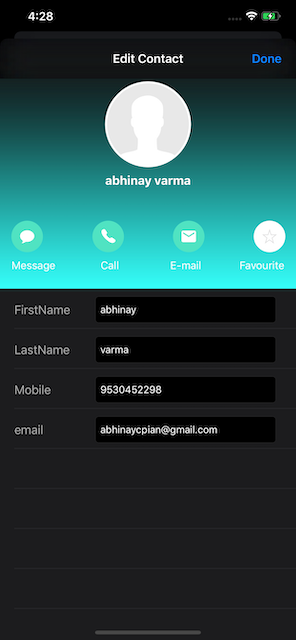 4:28
Edit Contact
Done
abhinay varma
Message
Call
E-mail
Favourite
FirstName
abhinay
LastName
varma
Mobile
9530452298
email
abhinaycpian@gmail.com